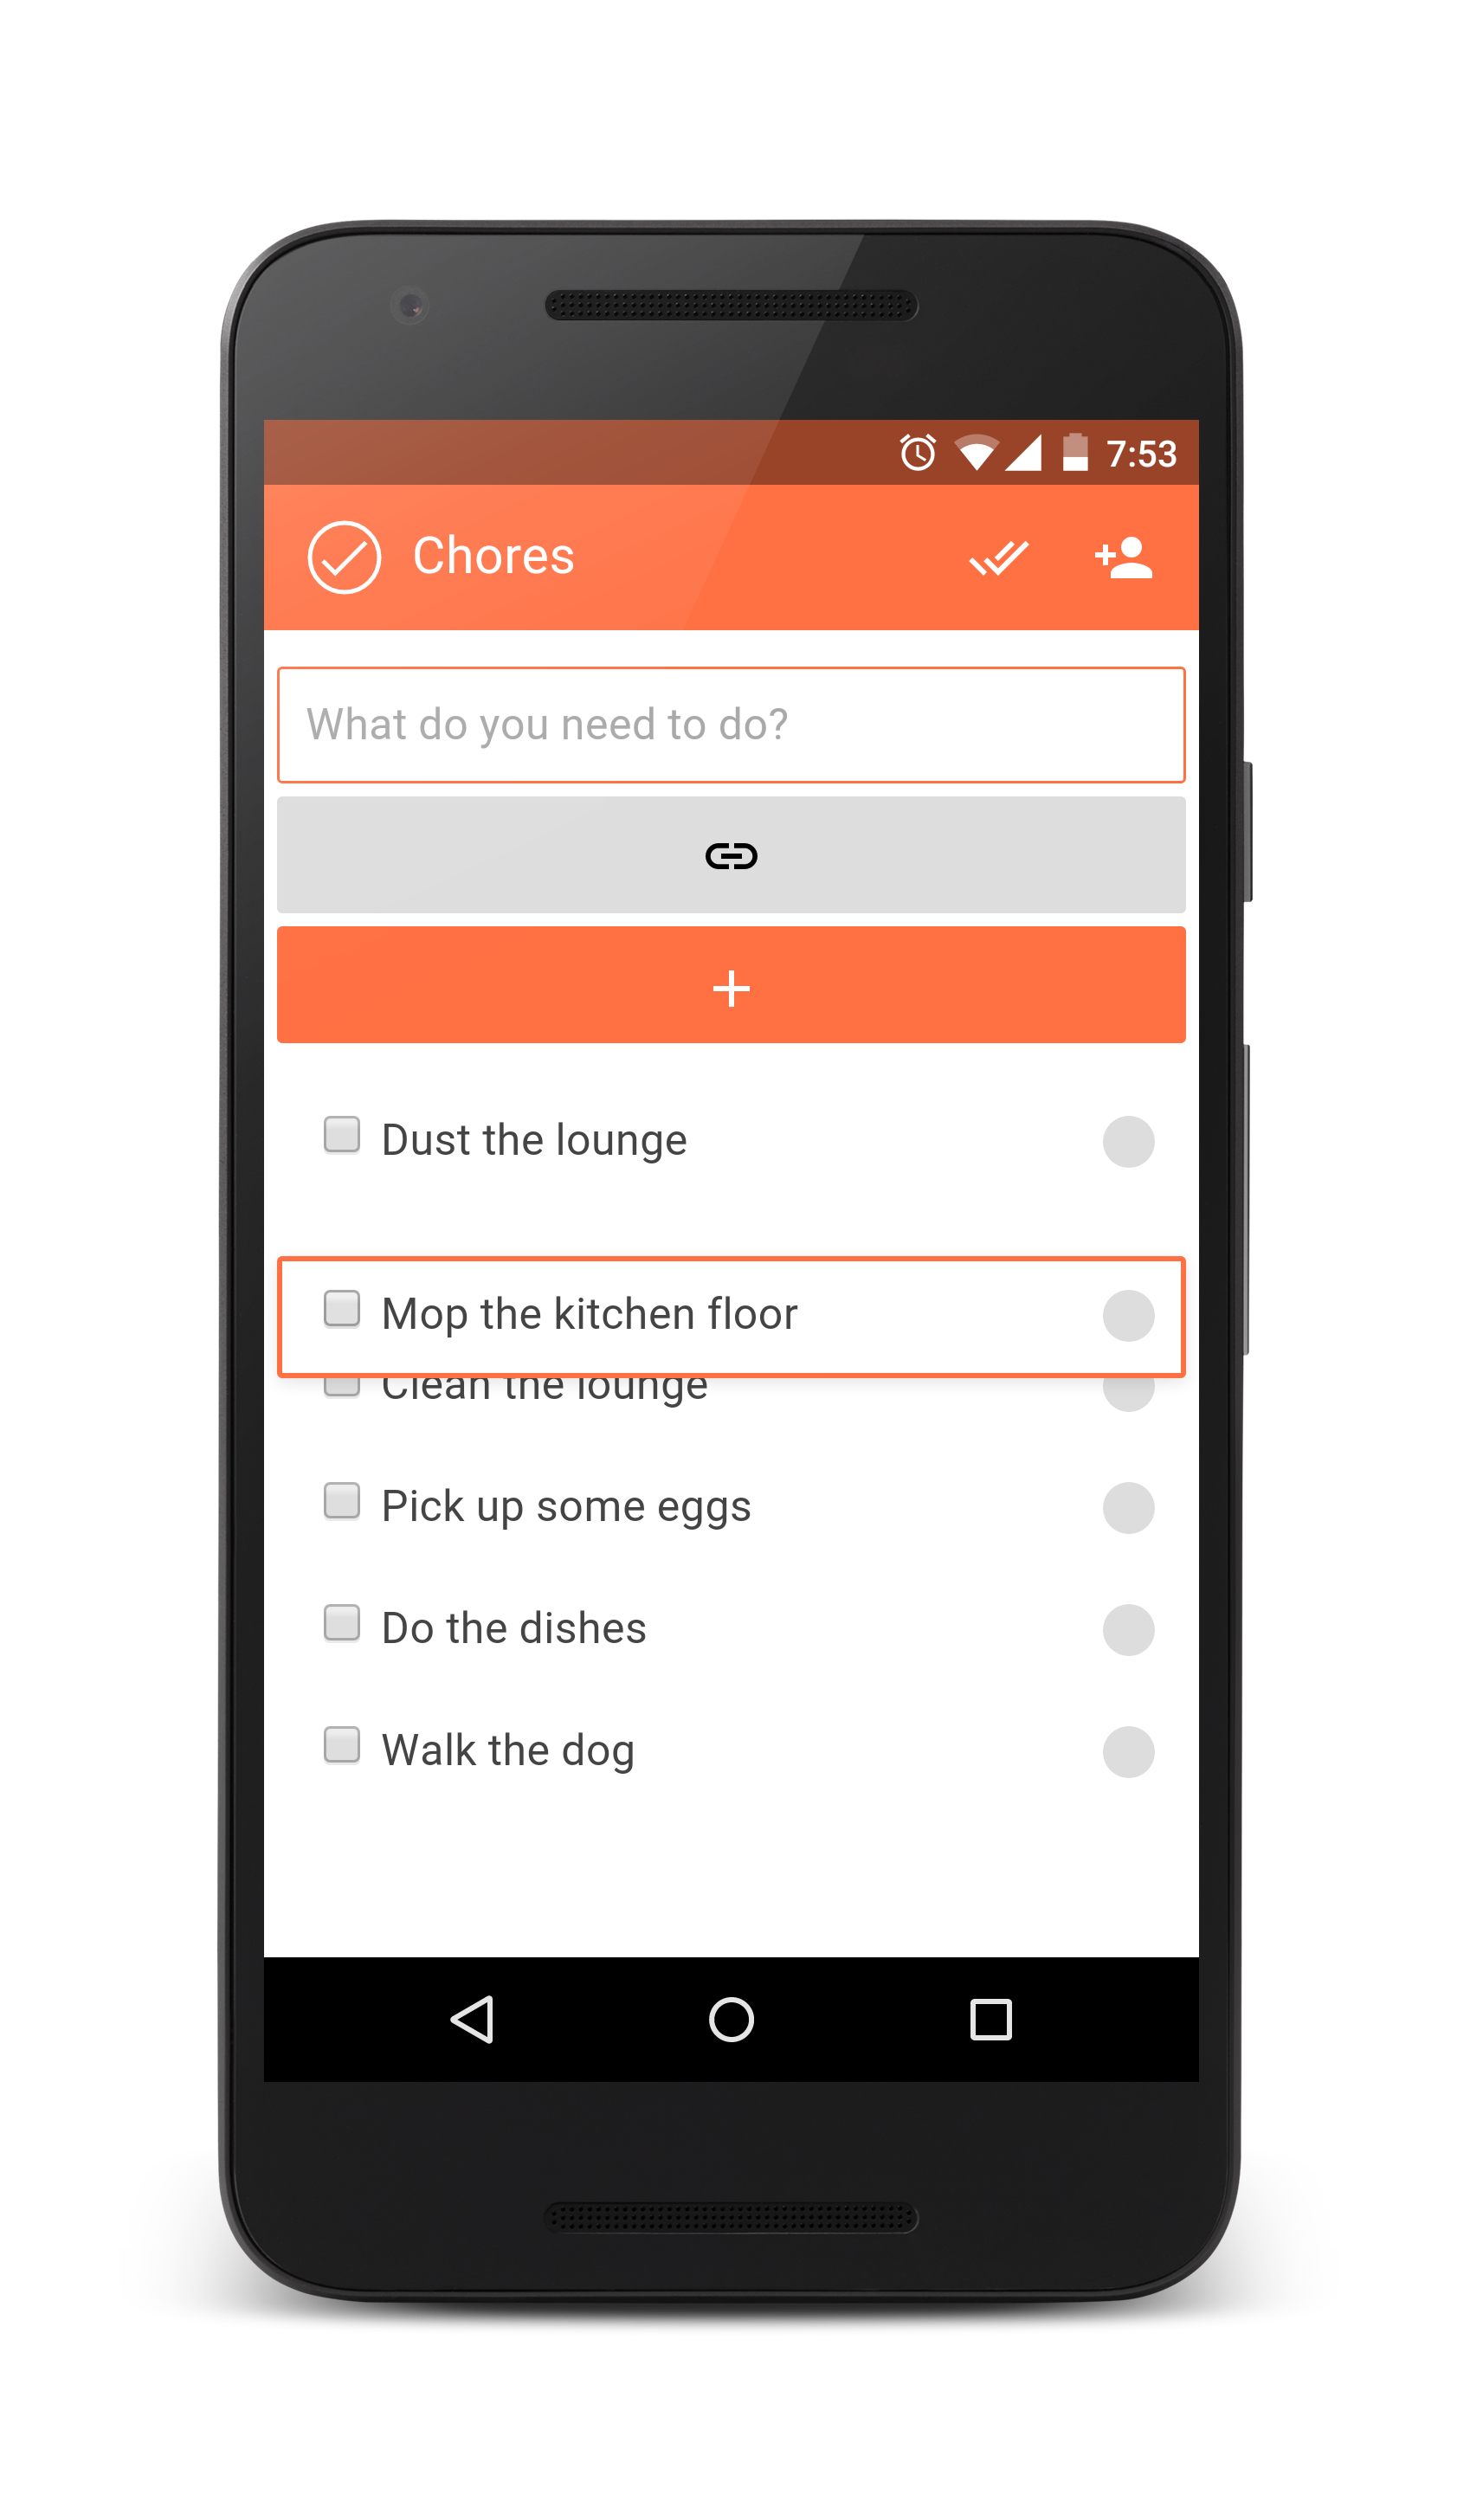 7:53
Chores
What do you need to do?
Dust the lounge
Mop the kitchen floor
Clean the lounge
Pick up some eggs
Do the dishes
Walk the dog